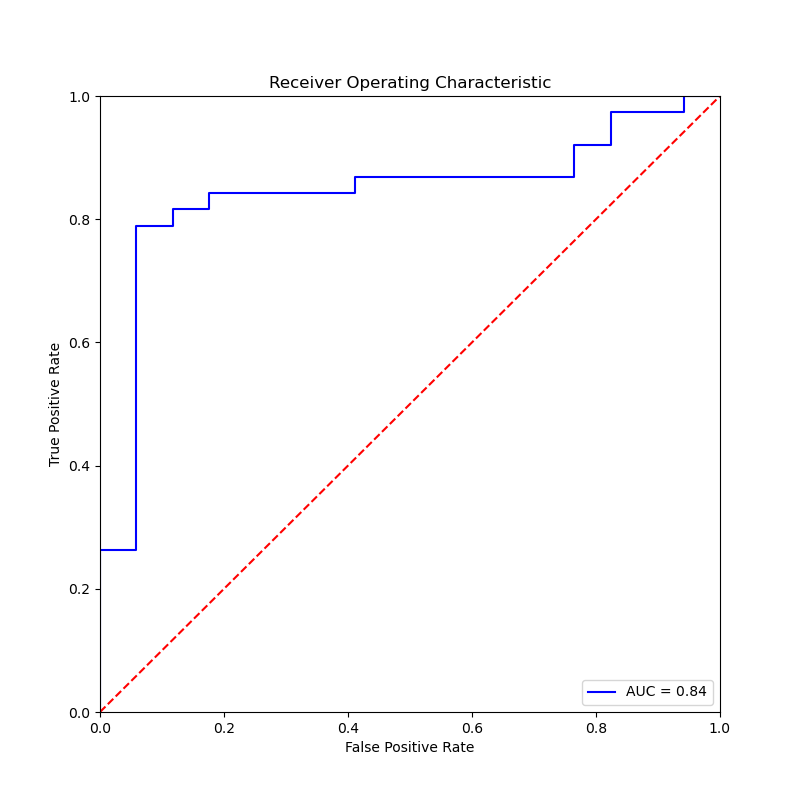 Receiver Operating Characteristic
1.0
0.8
0.6
0.4
0.2
0.0
True Positive Rate
AUC = 0.84
0.0 0.2 0.4 0.6 0.8 1.0
False Positive Rate